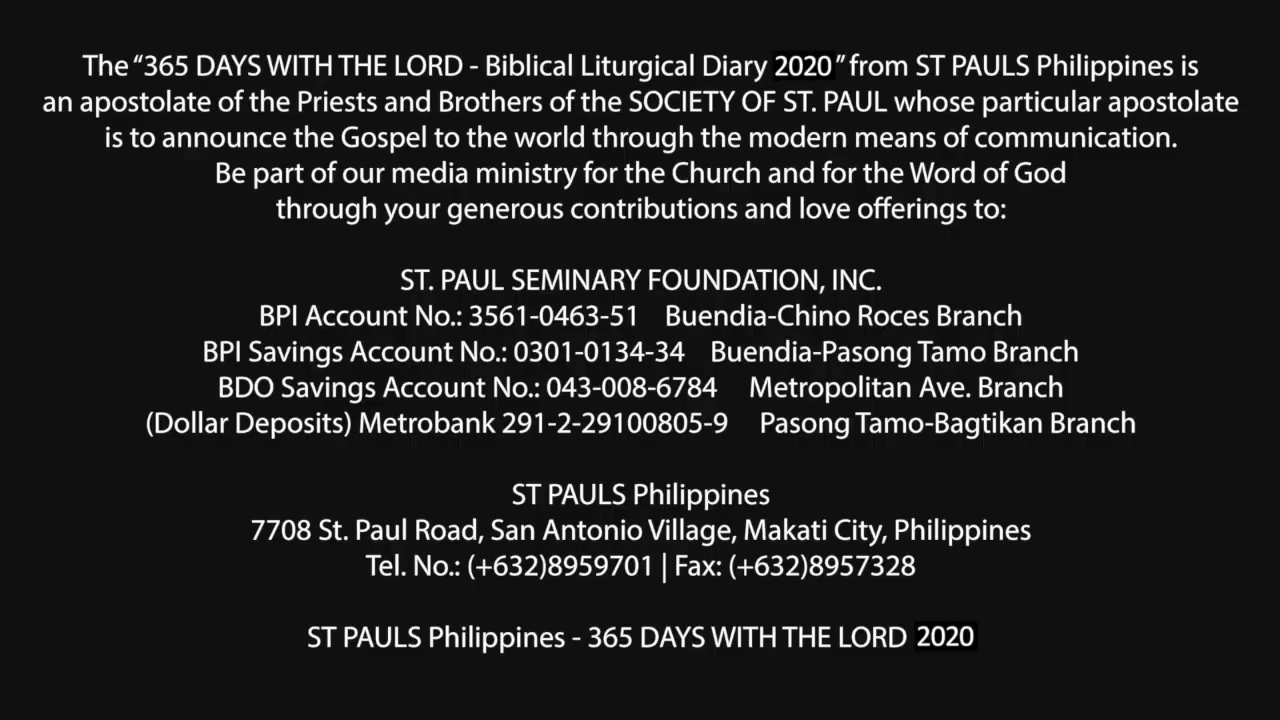 The “365 DAYS WITH THE LORD - Biblical Liturgical Diary 2020” from ST PAULS Philippines is
an apostolate of the Priests and Brothers of the SOCIETY OF ST. PAUL whose particular apostolate
is to announce the Gospel to the world through the modern means of communication.
Be part of our media ministry for the Church and for the Word of God
through your generous contributions and love offerings to:
ST. PAUL SEMINARY FOUNDATION, INC.
BPI Account No.: 3561-0463-51 Buendia-Chino Roces Branch
BPI Savings Account No.: 0301-0134-34 Buendia-Pasong Tamo Branch
BDO Savings Account No.: 043-008-6784 Metropolitan Ave. Branch
(Dollar Deposits) Metrobank 291-2-29100805-9 Pasong Tamo-Bagtikan Branch
ST PAULS Philippines
7708 St. Paul Road, San Antonio Village, Makati City, Philippines
Tel. No.: (+632)8959701 | Fax: (+632)8957328
ST PAULS Philippines - 365 DAYS WITH THE LORD 2020